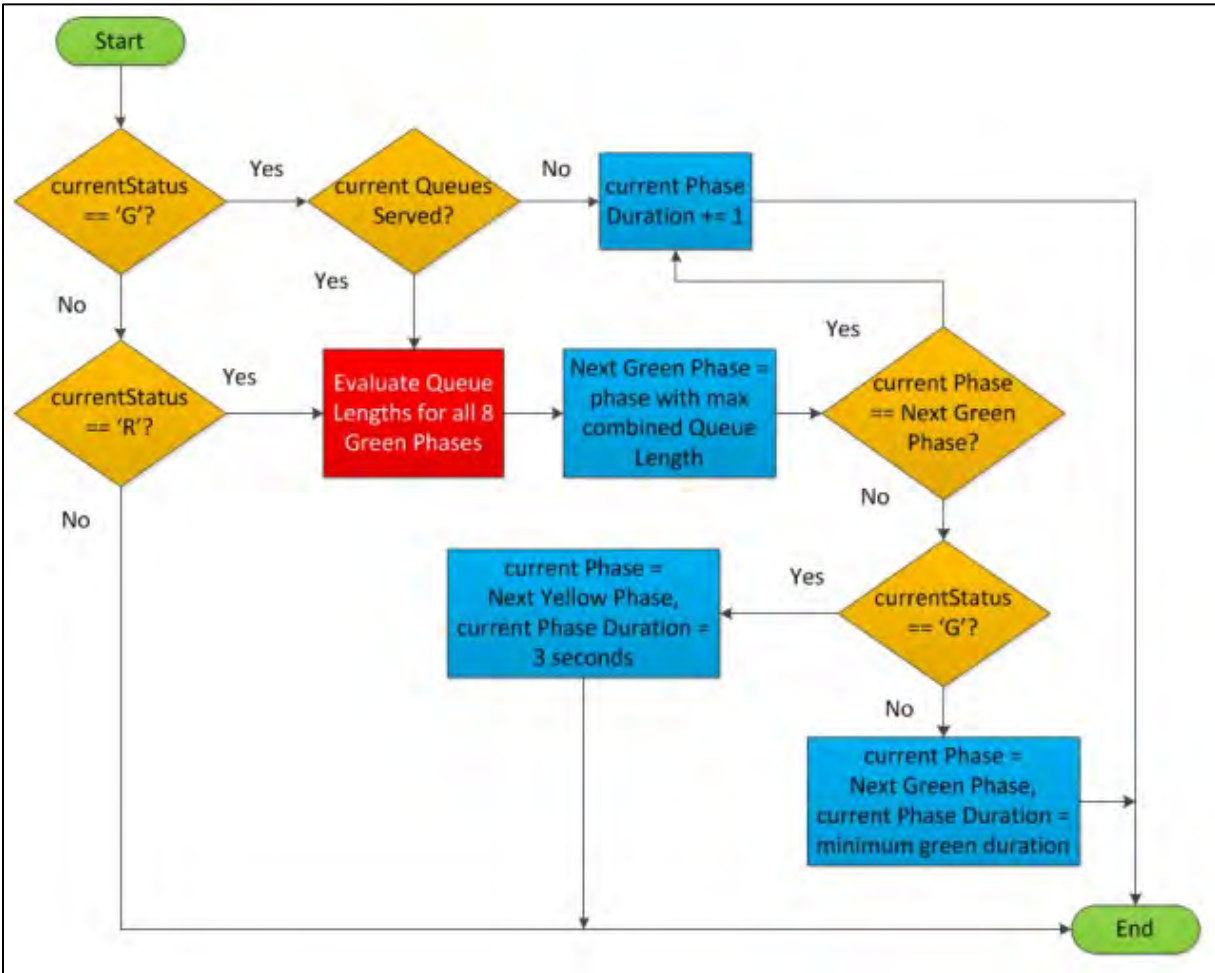 Start
currentStatus
== ‘G’?
Yes
current Queues
Served?
No
current Phase
Duration += 1
No
Yes
currentStatus
== ‘R’?
Yes
Evaluate Queue
Lengths for all 8
Green Phases
Next Green Phase =
phase with max
combined Queue
Length
Yes
current Phase
== Next Green
Phase?
No
No
currentStatus
== ‘G’?
Yes
current Phase =
Next Yellow Phase,
current Phase Duration =
3 seconds
No
current Phase =
Next Green Phase,
current Phase Duration =
minimum green duration
End